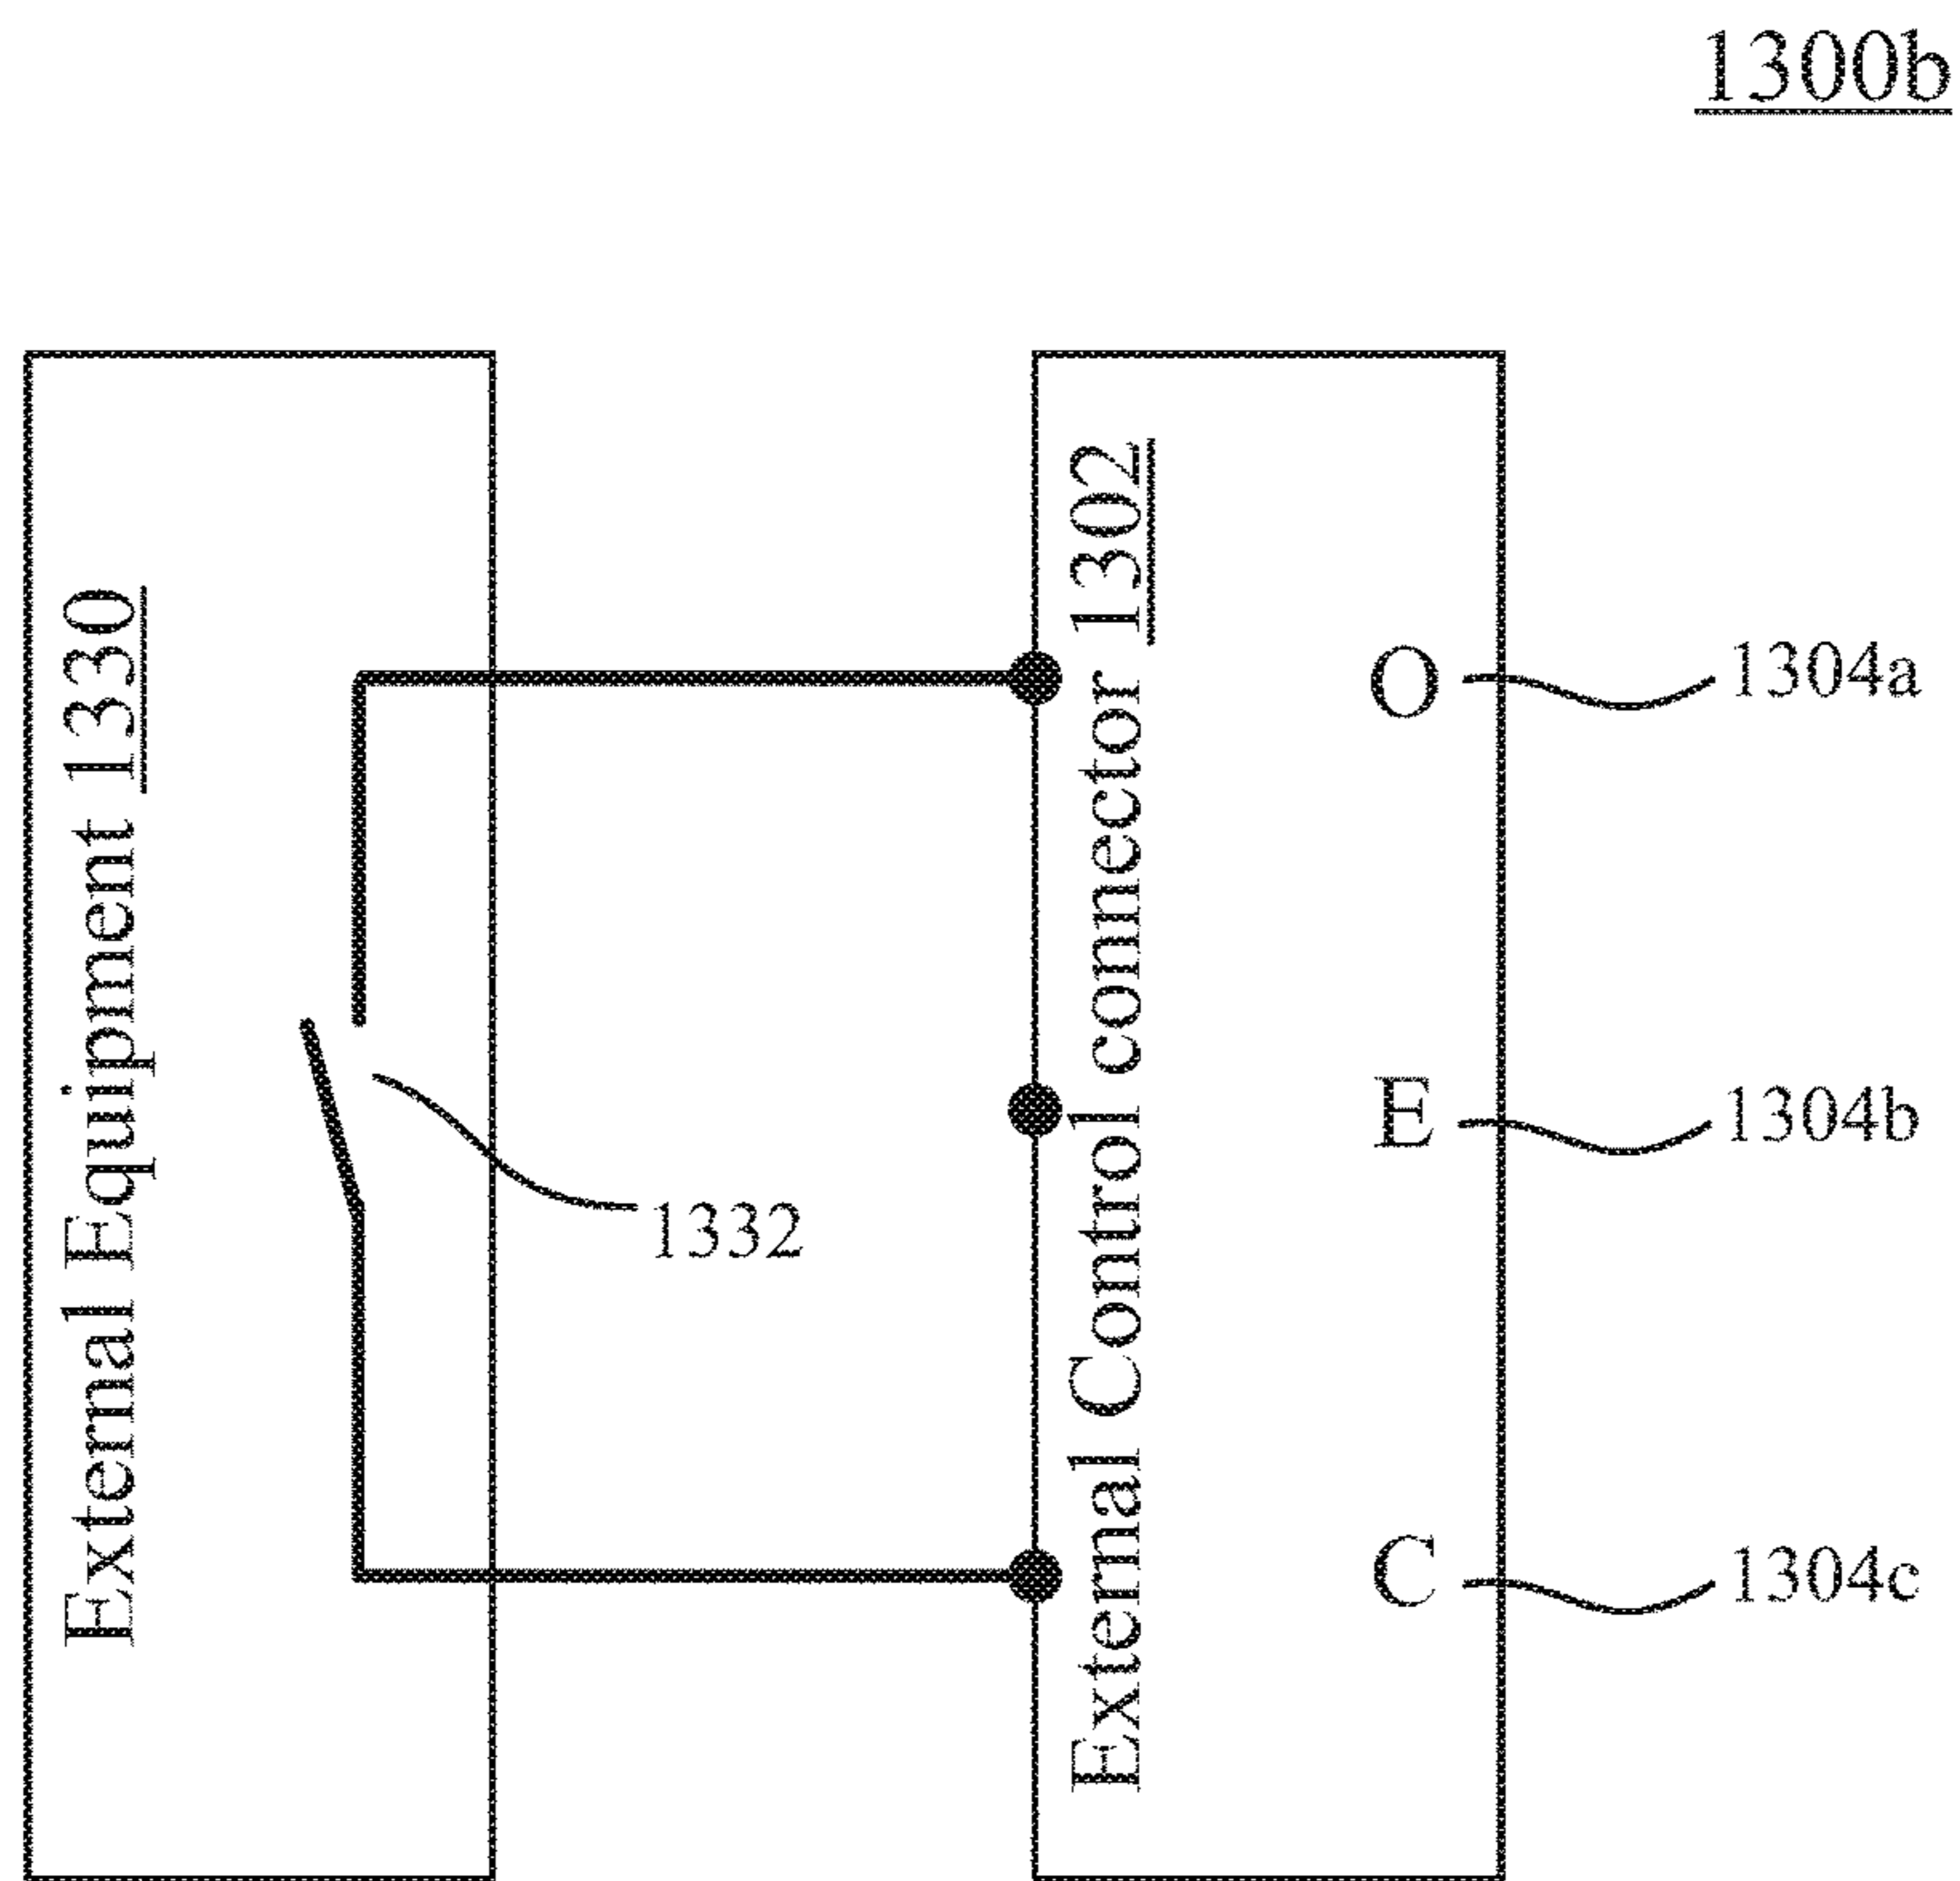 1300b
External Equipment 1330
External Control connector 1302
O
1304a
E
1304b
1332
C
1304c